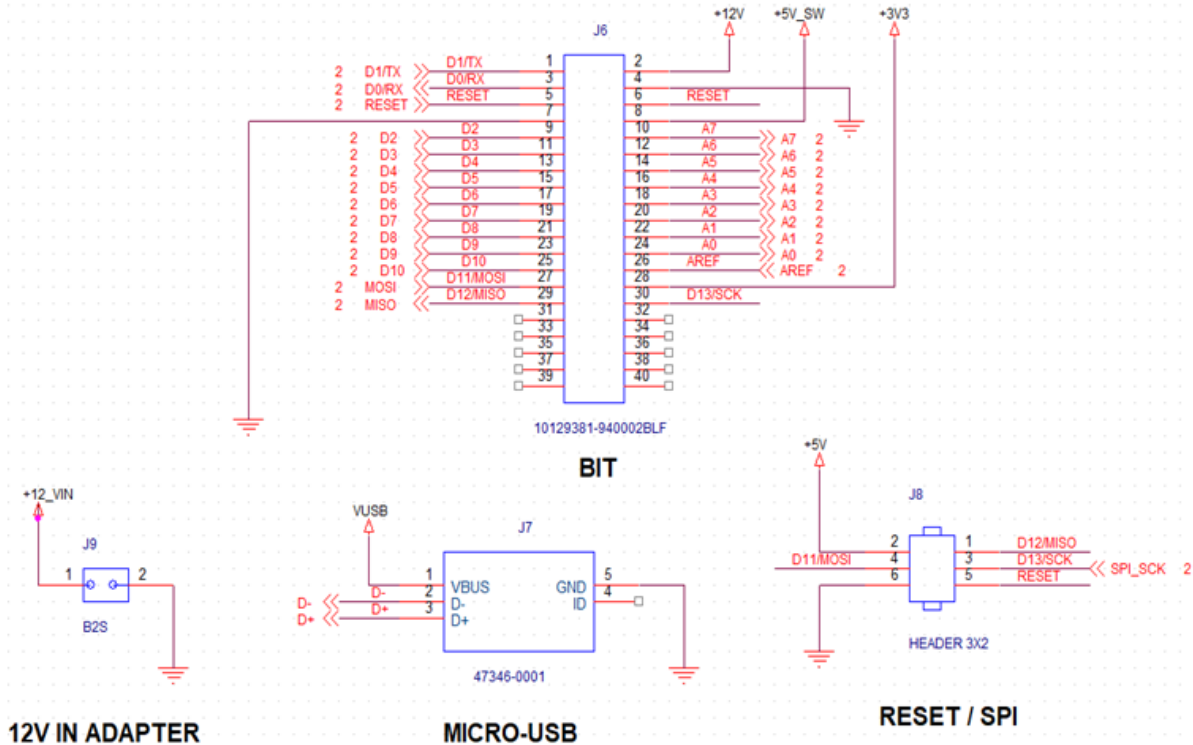 +12V +5V_SW +3V3
J6
2 D1/TX D1/TX 1 2
2 D0/RX D0/RX 3 4
2 RESET RESET 5 6 RESET
7 8
2 D2 D2 9 10 A7 A7 2
2 D3 D3 11 12 A6 A6 2
2 D4 D4 13 14 A5 A5 2
2 D5 D5 15 16 A4 A4 2
2 D6 D6 17 18 A3 A3 2
2 D7 D7 19 20 A2 A2 2
2 D8 D8 21 22 A1 A1 2
2 D9 D9 23 24 A0 A0 2
2 D10 D10 25 26 AREF AREF 2
2 MOSI D11/MOSI 27 28
2 MISO D12/MISO 29 30 D13/SCK
31 32
33 34
35 36
37 38
39 40
10129381-940002BLF
BIT
+12_VIN
J9
1 2
B2S
12V IN ADAPTER
VUSB
J7
1 VBUS GND 5
D- D- 2 D- ID 4
D+ D+ 3 D+
47346-0001
MICRO-USB
+5V
J8
2 1 D12/MISO
D11/MOSI 4 3 D13/SCK SPI_SCK 2
6 5 RESET
HEADER 3X2
RESET / SPI